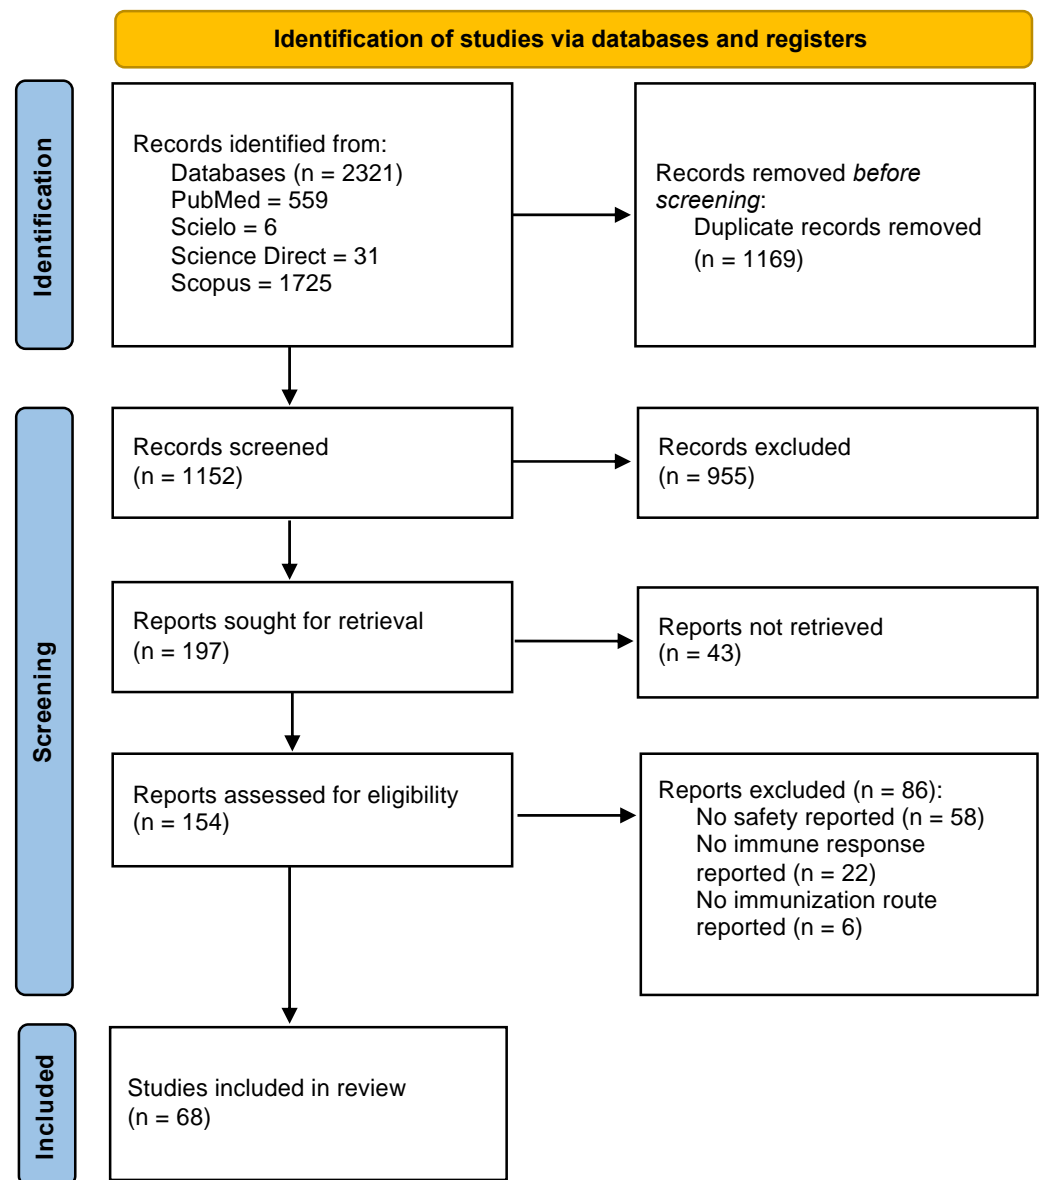 Identification of studies via databases and registers
Identification
Records identified from:
Databases (n = 2321)
PubMed = 559
Scielo = 6
Science Direct = 31
Scopus = 1725
Records removed before
screening:
Duplicate records removed
(n = 1169)
Screening
Records screened
(n = 1152)
Records excluded
(n = 955)
Reports sought for retrieval
(n = 197)
Reports not retrieved
(n = 43)
Reports assessed for eligibility
(n = 154)
Reports excluded (n = 86):
No safety reported (n = 58)
No immune response
reported (n = 22)
No immunization route
reported (n = 6)
Included
Studies included in review
(n = 68)